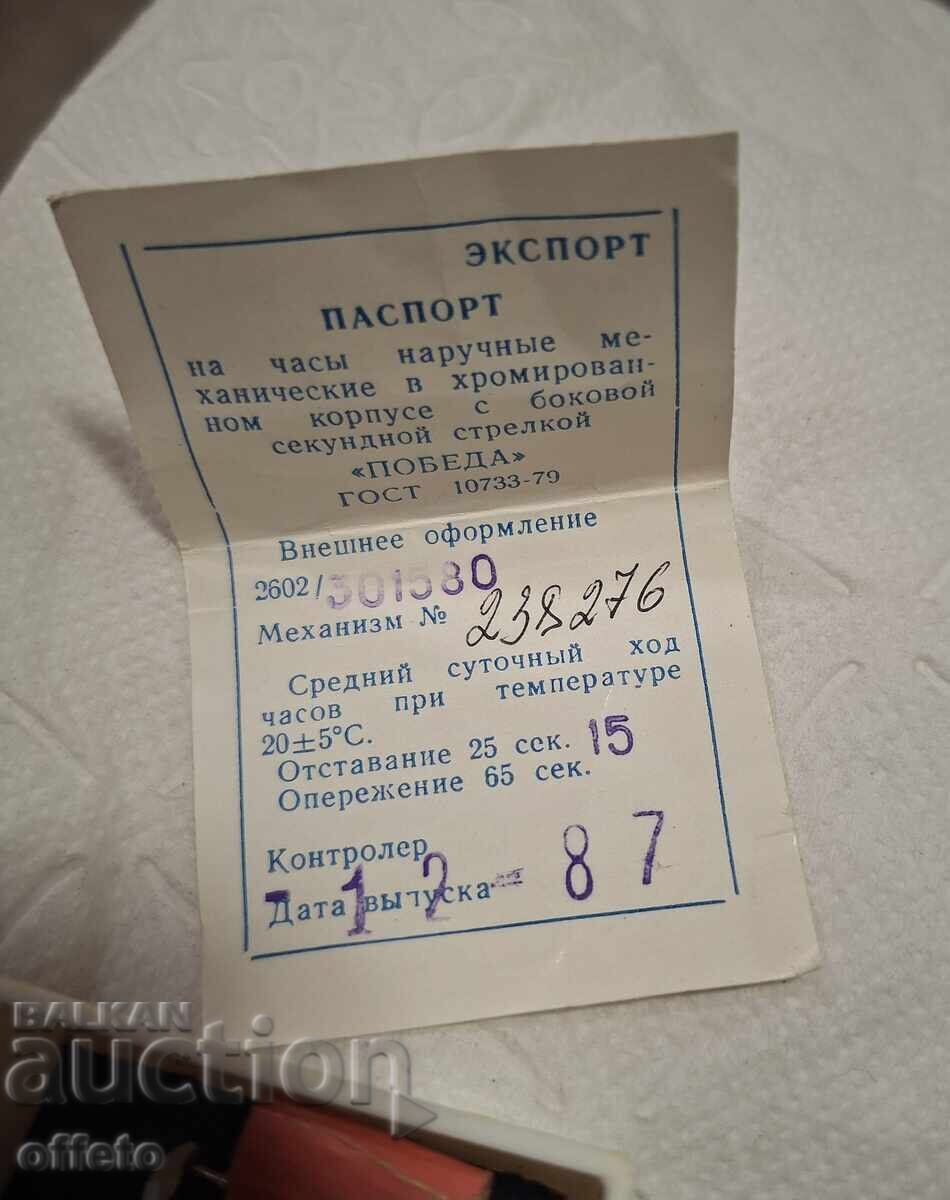 ЭКСПОРТ
ПАСПОРТ
на часы наручные ме-
ханические в хромирован-
ном корпусе с боковой
секундной стрелкой
«ПОБЕДА»
ГОСТ 10733-79
Внешнее оформление
2602/301580
Механизм № 238276
Средний суточный ход
часов при температуре
20±5°С.
Отставание 25 сек. 15
Опережение 65 сек.
Контролер
Дата выпуска - 12 - 87
BALKAN
auction
offeto